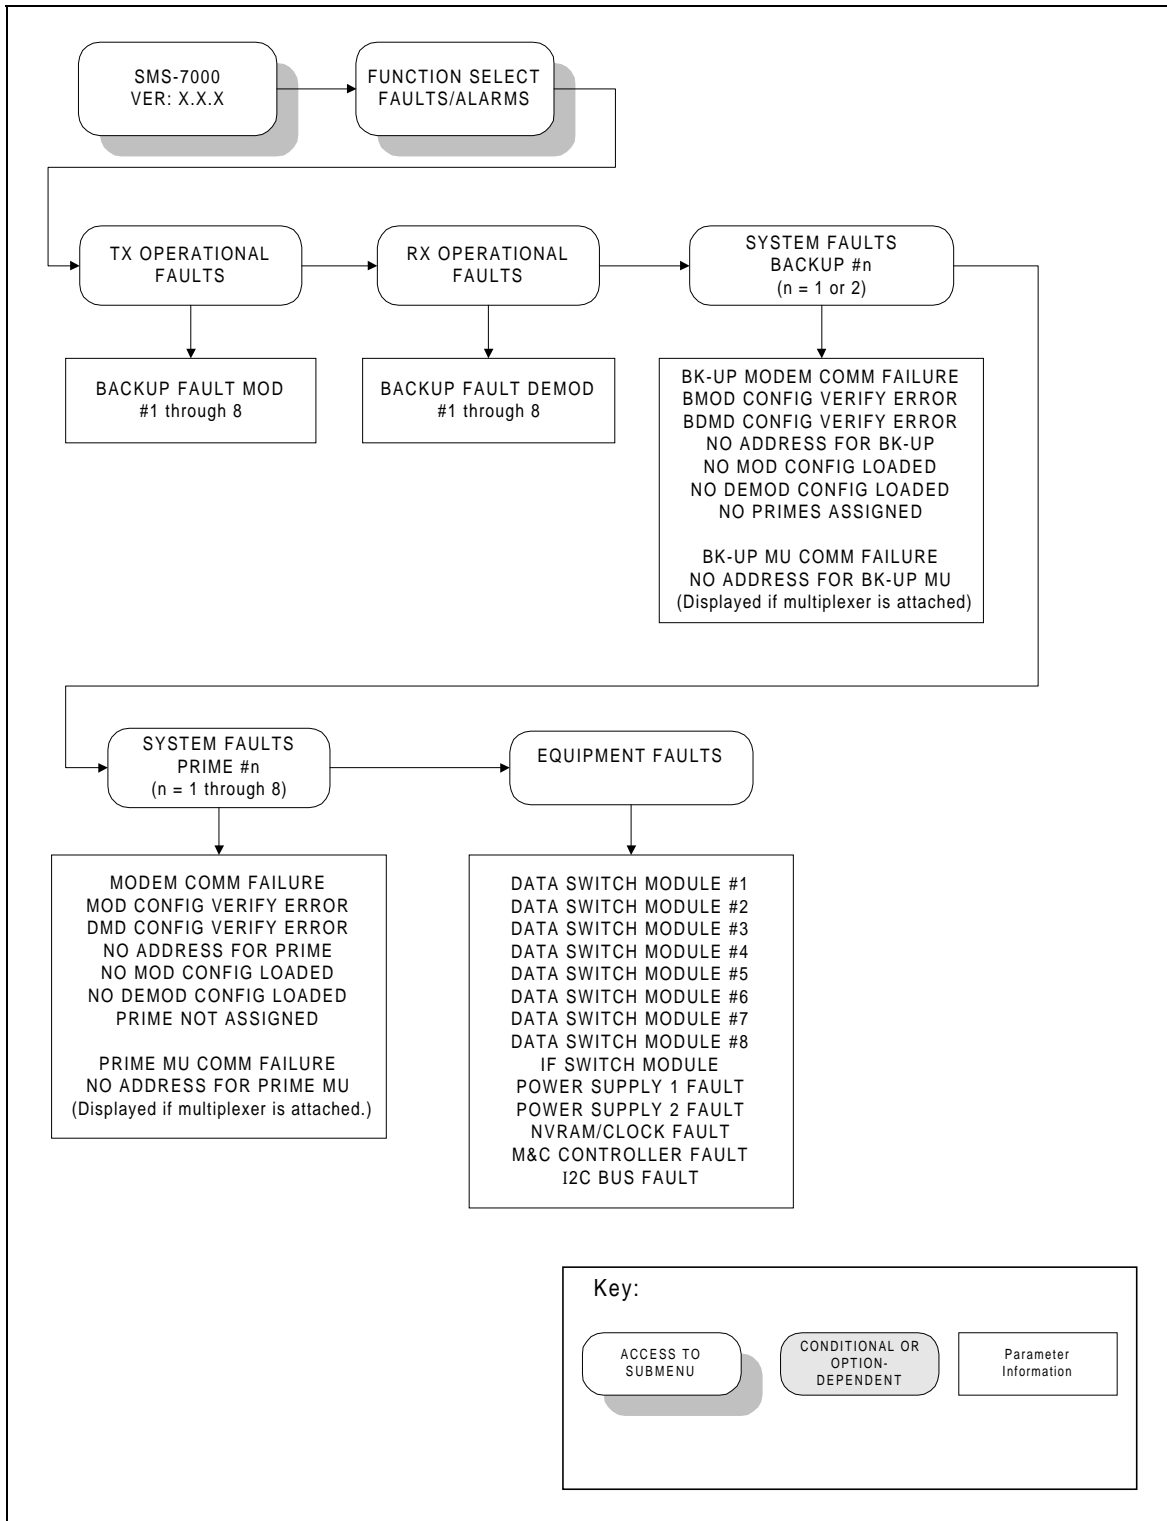 SMS-7000
VER: X.X.X
FUNCTION SELECT
FAULTS/ALARMS
TX OPERATIONAL
FAULTS
RX OPERATIONAL
FAULTS
SYSTEM FAULTS
BACKUP #n
(n = 1 or 2)
BACKUP FAULT MOD
#1 through 8
BACKUP FAULT DEMOD
#1 through 8
BK-UP MODEM COMM FAILURE
BMOD CONFIG VERIFY ERROR
BDMD CONFIG VERIFY ERROR
NO ADDRESS FOR BK-UP
NO MOD CONFIG LOADED
NO DEMOD CONFIG LOADED
NO PRIMES ASSIGNED
BK-UP MU COMM FAILURE
NO ADDRESS FOR BK-UP MU
(Displayed if multiplexer is attached)
SYSTEM FAULTS
PRIME #n
(n = 1 through 8)
EQUIPMENT FAULTS
MODEM COMM FAILURE
MOD CONFIG VERIFY ERROR
DMD CONFIG VERIFY ERROR
NO ADDRESS FOR PRIME
NO MOD CONFIG LOADED
NO DEMOD CONFIG LOADED
PRIME NOT ASSIGNED
PRIME MU COMM FAILURE
NO ADDRESS FOR PRIME MU
(Displayed if multiplexer is attached.)
DATA SWITCH MODULE #1
DATA SWITCH MODULE #2
DATA SWITCH MODULE #3
DATA SWITCH MODULE #4
DATA SWITCH MODULE #5
DATA SWITCH MODULE #6
DATA SWITCH MODULE #7
DATA SWITCH MODULE #8
IF SWITCH MODULE
POWER SUPPLY 1 FAULT
POWER SUPPLY 2 FAULT
NVRAM/CLOCK FAULT
M&C CONTROLLER FAULT
I2C BUS FAULT
Key:
ACCESS TO
SUBMENU
CONDITIONAL OR
OPTION-
DEPENDENT
Parameter
Information